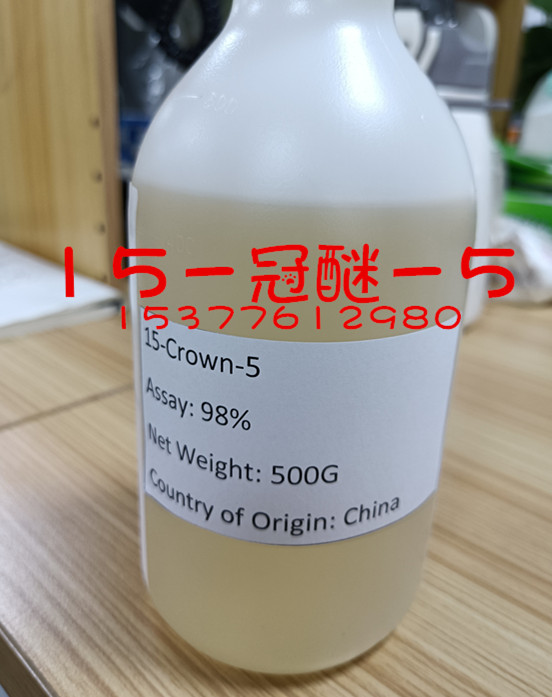 15-冠醚-5
15377612980
15-Crown-5
Assay: 98%
Net Weight: 500G
Country of Origin: China